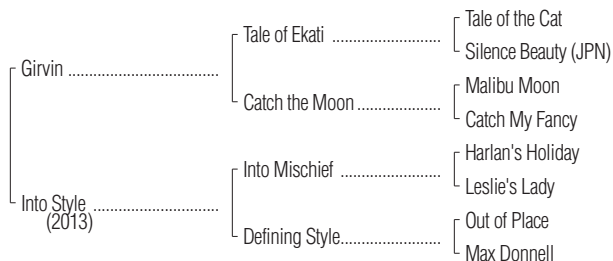 Girvin
Into Style
(2013)
Tale of Ekati
Catch the Moon
Into Mischief
Defining Style
Tale of the Cat
Silence Beauty (JPN)
Malibu Moon
Catch My Fancy
Harlan's Holiday
Leslie's Lady
Out of Place
Max Donnell